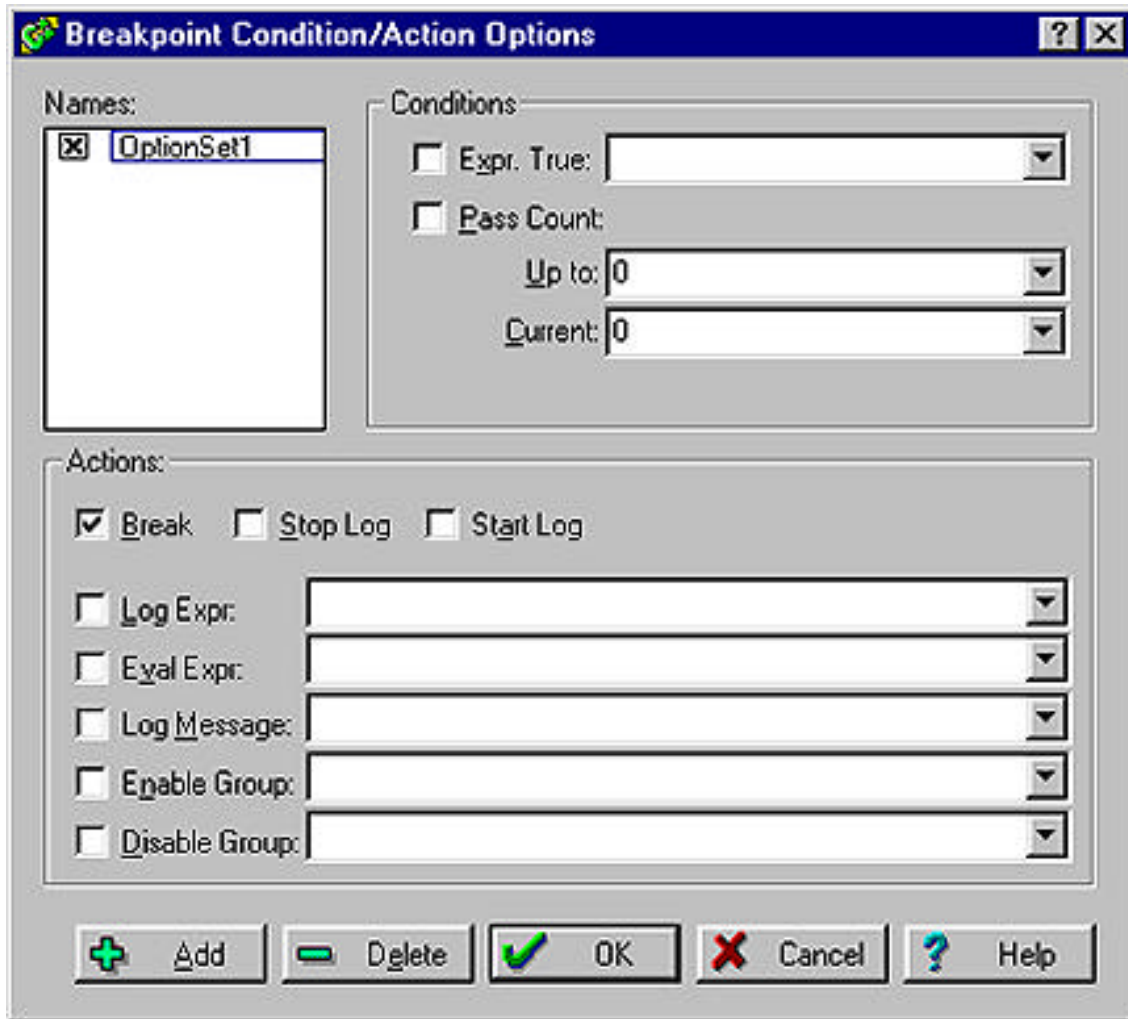 Breakpoint Condition/Action Options
Names:
OptionSet1
Conditions
Expr. True:
Pass Count:
Up to: 0
Current: 0
Actions:
Break Stop Log Start Log
Log Expr:
Eval Expr:
Log Message:
Enable Group:
Disable Group:
Add Delete OK Cancel Help